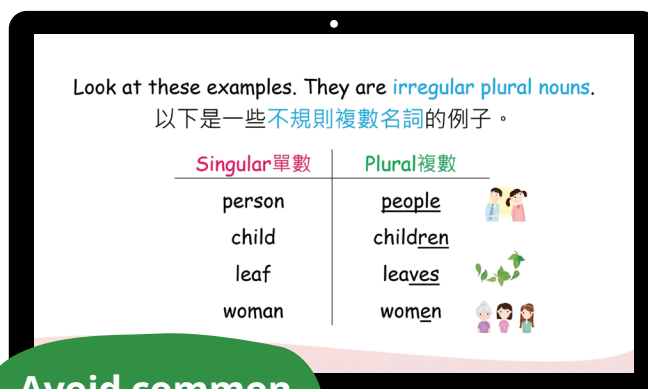 Look at these examples. They are irregular plural nouns.
以下是一些不規則複數名詞的例子。
Singular單數 Plural複數
person people
child children
leaf leaves
woman women
Avoid common